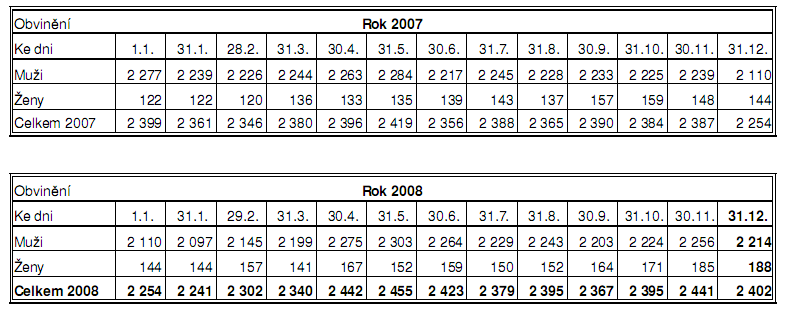 Obvinění Rok 2007
Ke dni 1.1. 31.1. 28.2. 31.3. 30.4. 31.5. 30.6. 31.7. 31.8. 30.9. 31.10. 30.11. 31.12.
Muži 2 277 2 239 2 226 2 244 2 263 2 284 2 217 2 245 2 228 2 233 2 225 2 239 2 110
Ženy 122 122 120 136 133 135 139 143 137 157 159 148 144
Celkem 2007 2 399 2 361 2 346 2 380 2 396 2 419 2 356 2 388 2 365 2 390 2 384 2 387 2 254
Obvinění Rok 2008
Ke dni 1.1. 31.1. 29.2. 31.3. 30.4. 31.5. 30.6. 31.7. 31.8. 30.9. 31.10. 30.11. 31.12.
Muži 2 110 2 097 2 145 2 199 2 275 2 303 2 264 2 229 2 243 2 203 2 224 2 256 2 214
Ženy 144 144 157 141 167 152 159 150 152 164 171 185 188
Celkem 2008 2 254 2 241 2 302 2 340 2 442 2 455 2 423 2 379 2 395 2 367 2 395 2 441 2 402